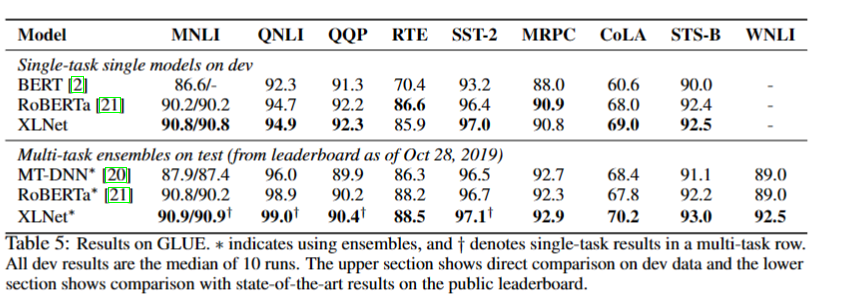 Model MNLI QNLI QQP RTE SST-2 MRPC CoLA STS-B WNLI
Single-task single models on dev
BERT [2] 86.6/- 92.3 91.3 70.4 93.2 88.0 60.6 90.0 -
RoBERTa [21] 90.2/90.2 94.7 92.2 86.6 96.4 90.9 68.0 92.4 -
XLNet 90.8/90.8 94.9 92.3 85.9 97.0 90.8 69.0 92.5 -
Multi-task ensembles on test (from leaderboard as of Oct 28, 2019)
MT-DNN* [20] 87.9/87.4 96.0 89.9 86.3 96.5 92.7 68.4 91.1 89.0
RoBERTa* [21] 90.8/90.2 98.9 90.2 88.2 96.7 92.3 67.8 92.2 89.0
XLNet* 90.9/90.9† 99.0† 90.4† 88.5 97.1† 92.9 70.2 93.0 92.5
Table 5: Results on GLUE. ∗ indicates using ensembles, and † denotes single-task results in a multi-task row.
All dev results are the median of 10 runs. The upper section shows direct comparison on dev data and the lower
section shows comparison with state-of-the-art results on the public leaderboard.